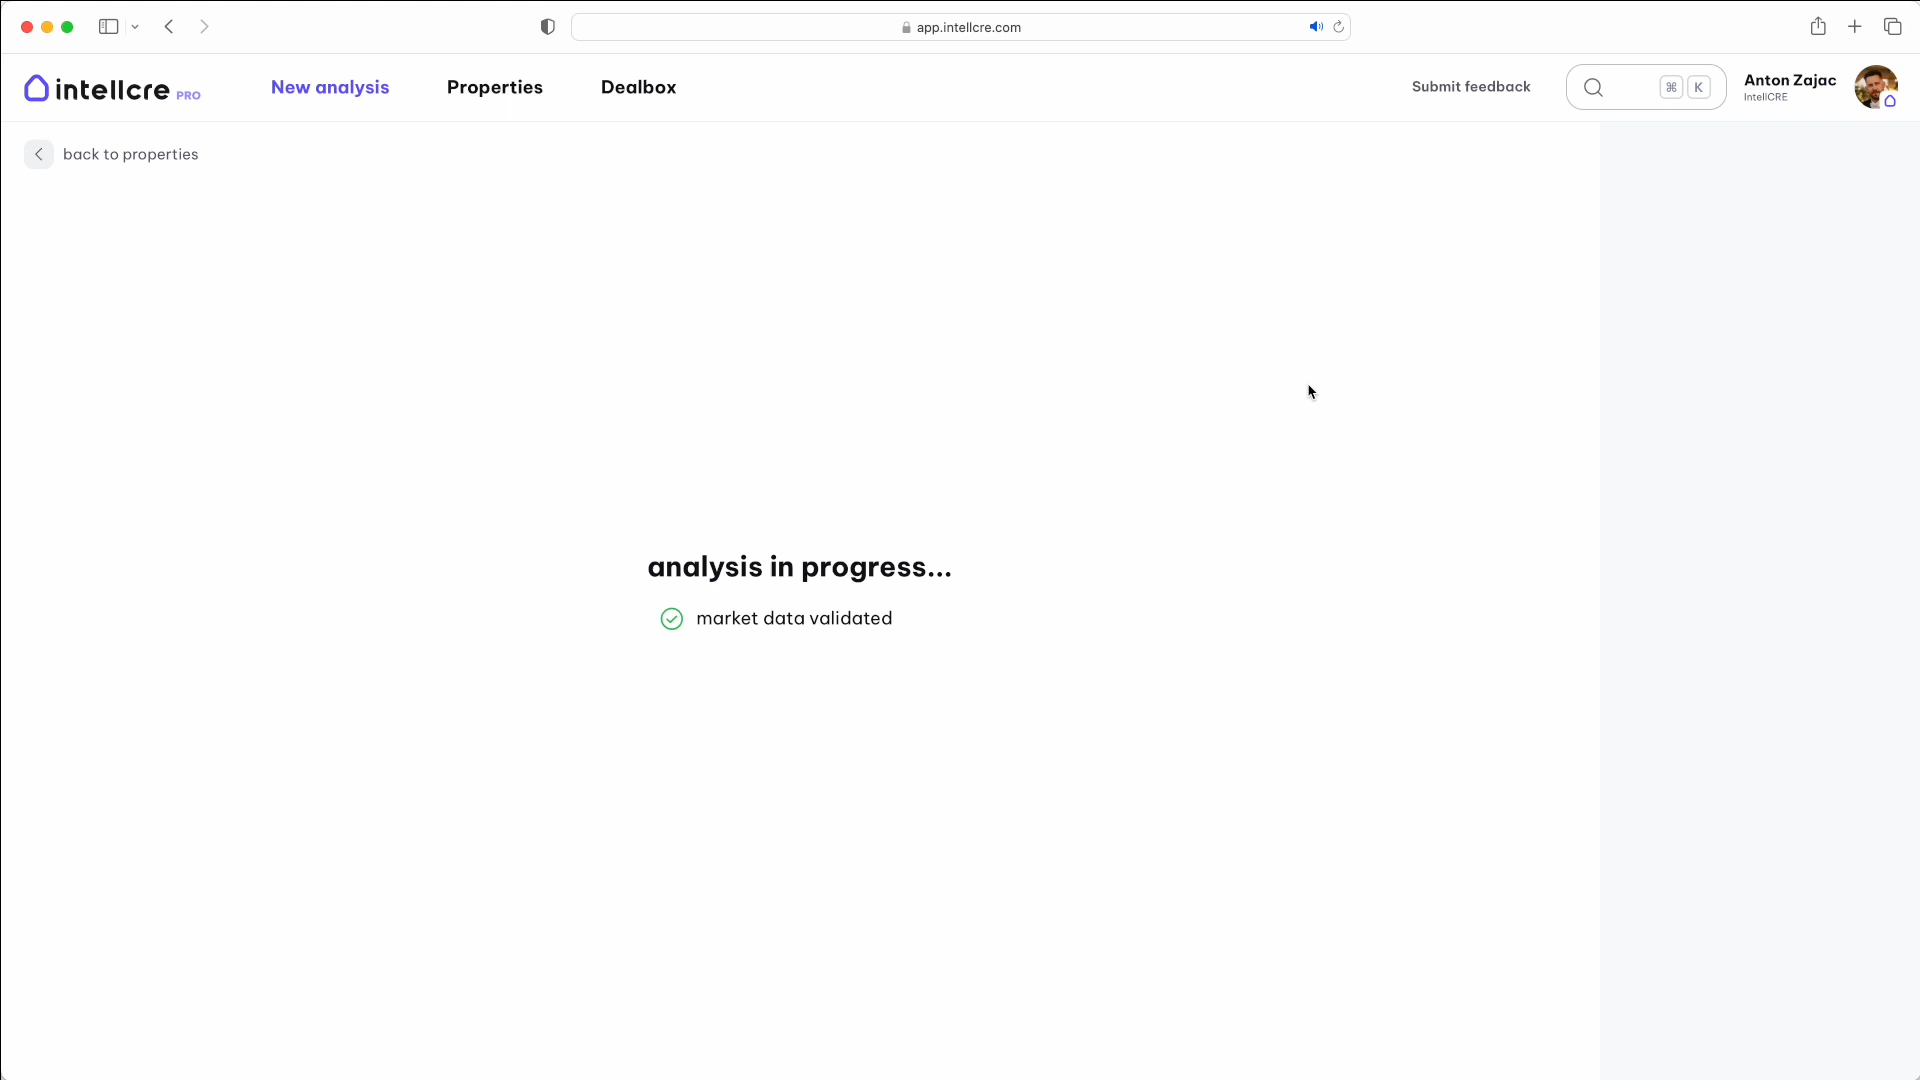 app.intellcre.com
intellcre PRO
New analysis
Properties
Dealbox
Submit feedback
⌘ K
Anton Zajac
IntellCRE
back to properties
analysis in progress...
market data validated